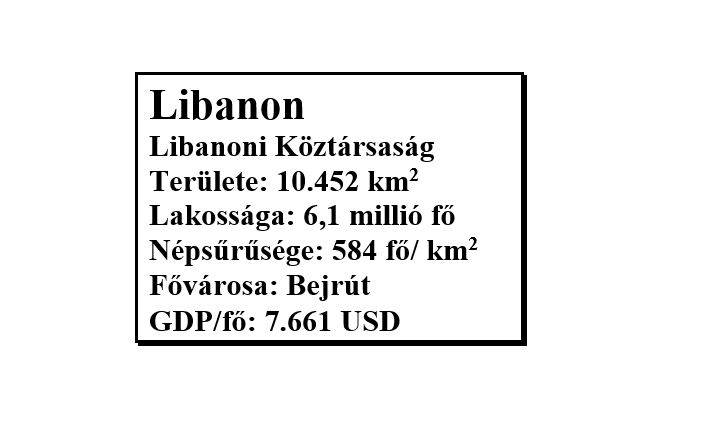 Libanon
Libanoni Köztársaság
Területe: 10.452 km²
Lakossága: 6,1 millió fő
Népsűrűsége: 584 fő/ km²
Fővárosa: Bejrút
GDP/fő: 7.661 USD